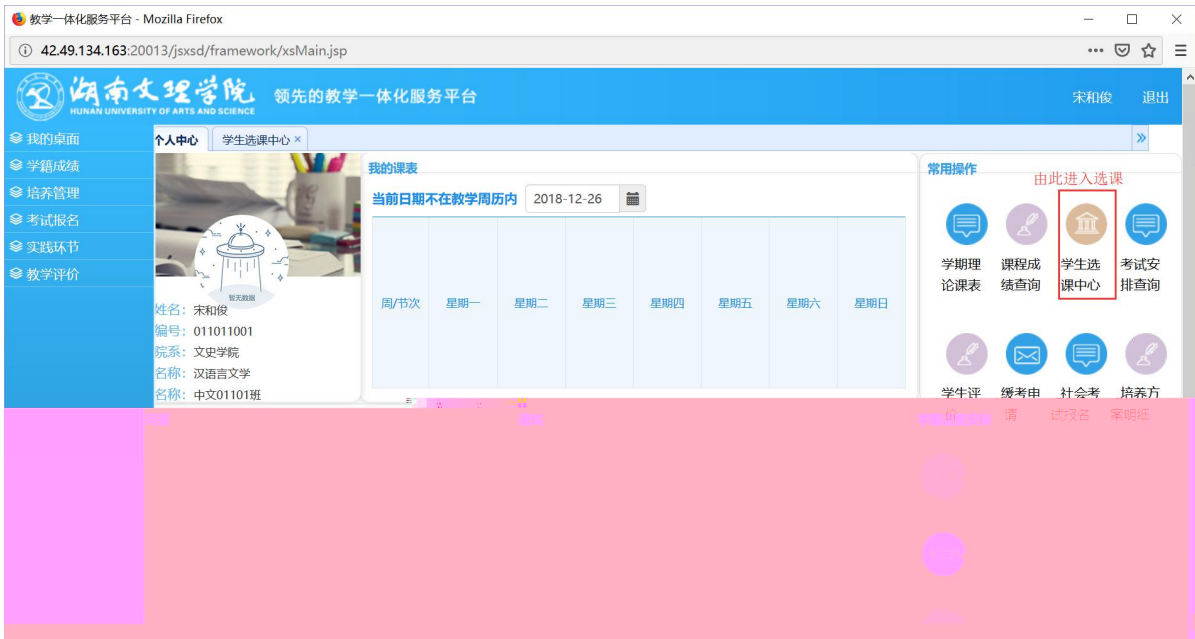 教学一体化服务平台 - Mozilla Firefox
42.49.134.163:20013/jsxsd/framework/xsMain.jsp
湖南文理学院 领先的教学一体化服务平台
HUNAN UNIVERSITY OF ARTS AND SCIENCE
宋和俊 退出
我的桌面
学籍成绩
培养管理
考试报名
实践环节
教学评价
个人中心 学生选课中心 ×
暂无数据
姓名：宋和俊
编号：011011001
院系：文史学院
名称：汉语言文学
名称：中文01101班
我的课表
当前日期不在教学周历内 2018-12-26
周/节次 星期一 星期二 星期三 星期四 星期五 星期六 星期日
常用操作
由此进入选课
学期理论课表
课程成绩查询
学生选课中心
考试安排查询
学生评价
缓考申请
社会考试报名
培养方案明细